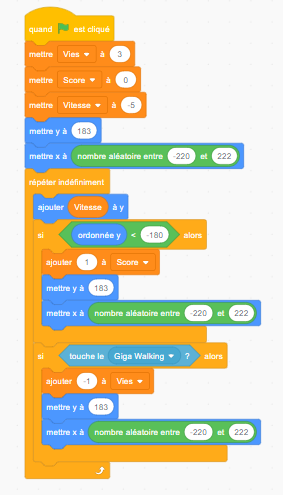 quand est cliqué
mettre Vies à 3
mettre Score à 0
mettre Vitesse à -5
mettre y à 183
mettre x à nombre aléatoire entre -220 et 222
répéter indéfiniment
ajouter Vitesse à y
si ordonnée y < -180 alors
ajouter 1 à Score
mettre y à 183
mettre x à nombre aléatoire entre -220 et 222
si touche le Giga Walking ? alors
ajouter -1 à Vies
mettre y à 183
mettre x à nombre aléatoire entre -220 et 222